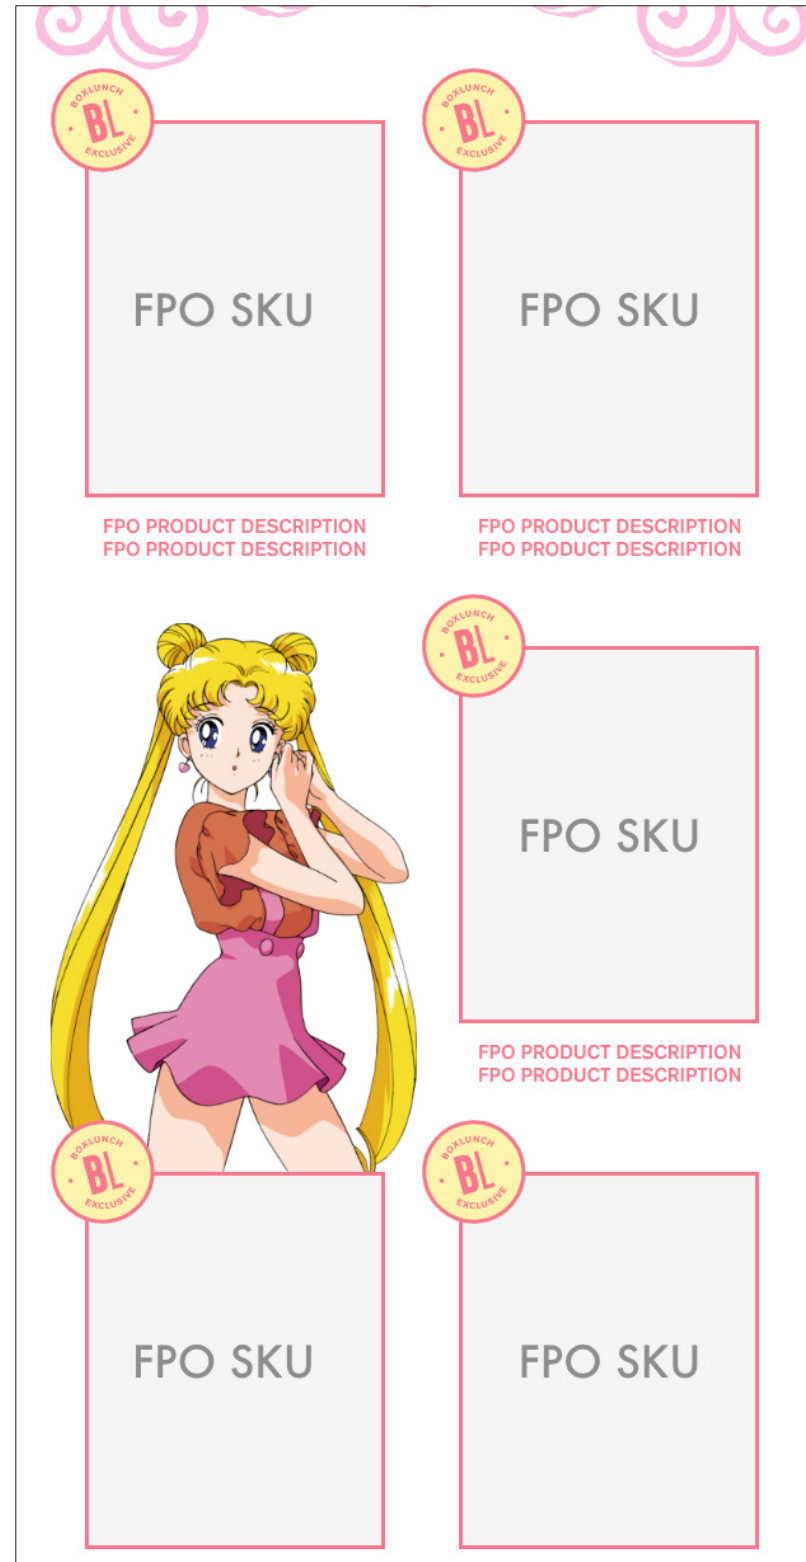 BOXLUNCH
BL
EXCLUSIVE
FPO SKU
FPO PRODUCT DESCRIPTION
FPO PRODUCT DESCRIPTION
BOXLUNCH
BL
EXCLUSIVE
FPO SKU
FPO PRODUCT DESCRIPTION
FPO PRODUCT DESCRIPTION
BOXLUNCH
BL
EXCLUSIVE
FPO SKU
FPO PRODUCT DESCRIPTION
FPO PRODUCT DESCRIPTION
BOXLUNCH
BL
EXCLUSIVE
FPO SKU
BOXLUNCH
BL
EXCLUSIVE
FPO SKU